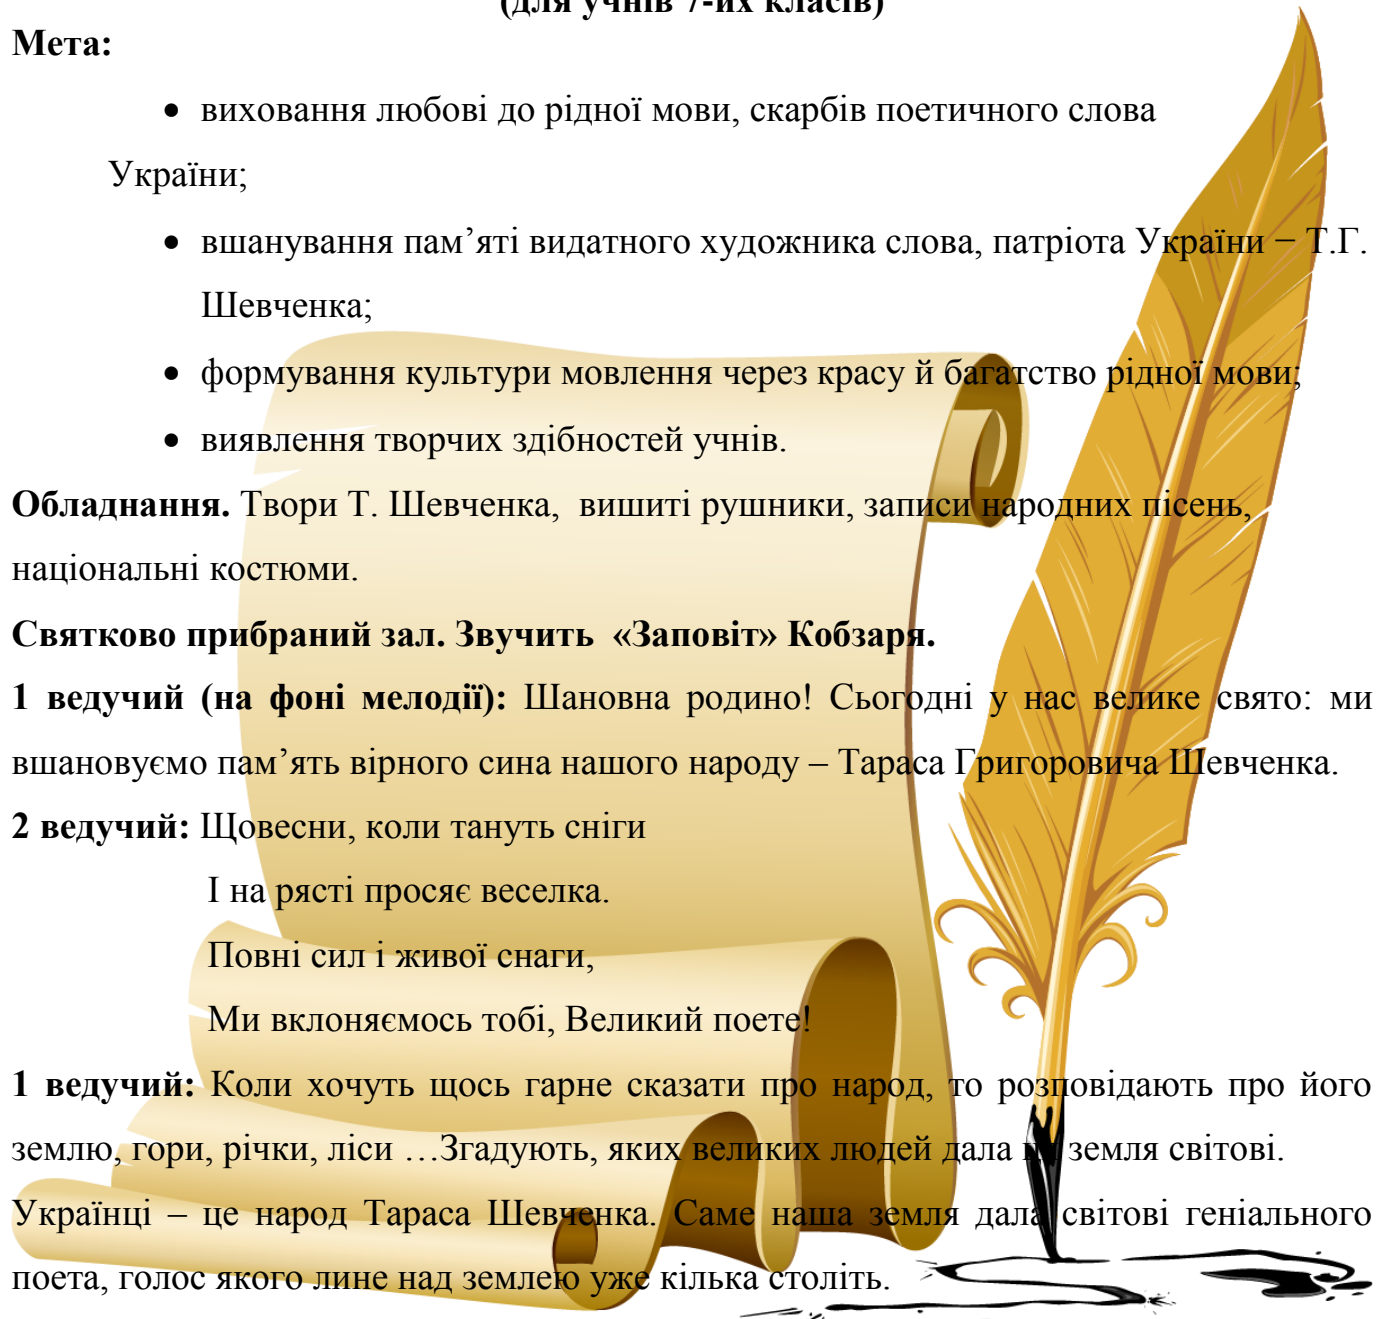 (для учнів 7-их класів)
Мета:
• виховання любові до рідної мови, скарбів поетичного слова
України;
• вшанування пам’яті видатного художника слова, патріота України – Т.Г.
Шевченка;
• формування культури мовлення через красу й багатство рідної мови;
• виявлення творчих здібностей учнів.
Обладнання. Твори Т. Шевченка, вишиті рушники, записи народних пісень,
національні костюми.
Святково прибраний зал. Звучить «Заповіт» Кобзаря.
1 ведучий (на фоні мелодії): Шановна родино! Сьогодні у нас велике свято: ми
вшановуємо пам’ять вірного сина нашого народу – Тараса Григоровича Шевченка.
2 ведучий: Щовесни, коли тануть сніги
І на рясті просяє веселка.
Повні сил і живої снаги,
Ми вклоняємось тобі, Великий поете!
1 ведучий: Коли хочуть щось гарне сказати про народ, то розповідають про його
землю, гори, річки, ліси …Згадують, яких великих людей дала ця земля світові.
Українці – це народ Тараса Шевченка. Саме наша земля дала світові геніального
поета, голос якого лине над землею уже кілька століть.